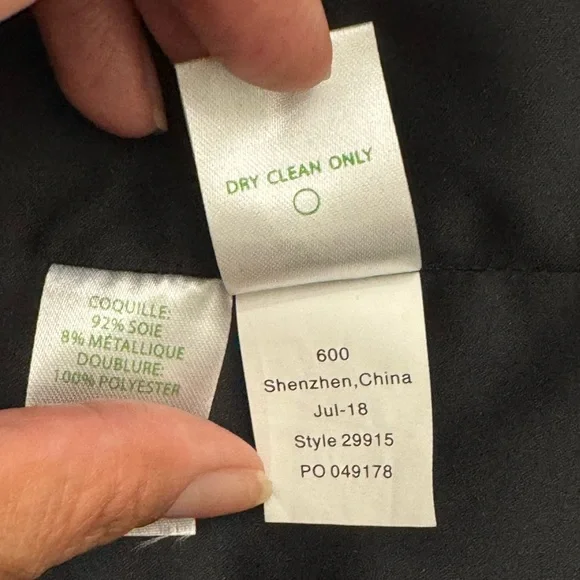 DRY CLEAN ONLY
COQUILLE:
92% SOIE
8% MÉTALLIQUE
DOUBLURE:
100% POLYESTER
600
Shenzhen,China
Jul-18
Style 29915
PO 049178